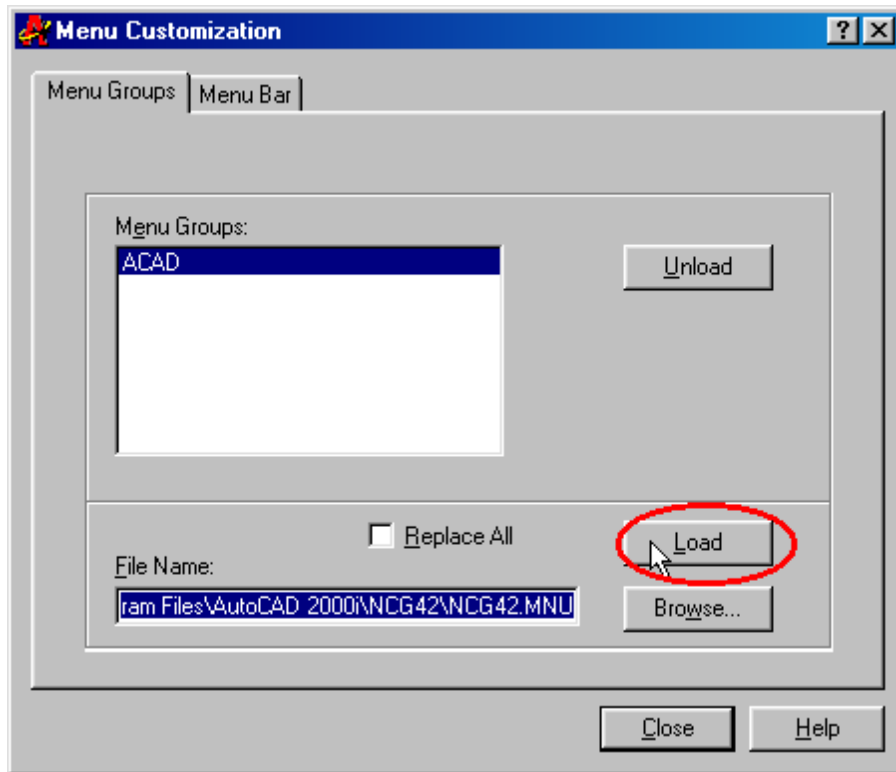 Menu Customization
Menu Groups
Menu Bar
Menu Groups:
ACAD
Unload
Replace All
Load
File Name:
ram Files\AutoCAD 2000i\NCG42\NCG42.MNU
Browse...
Close
Help